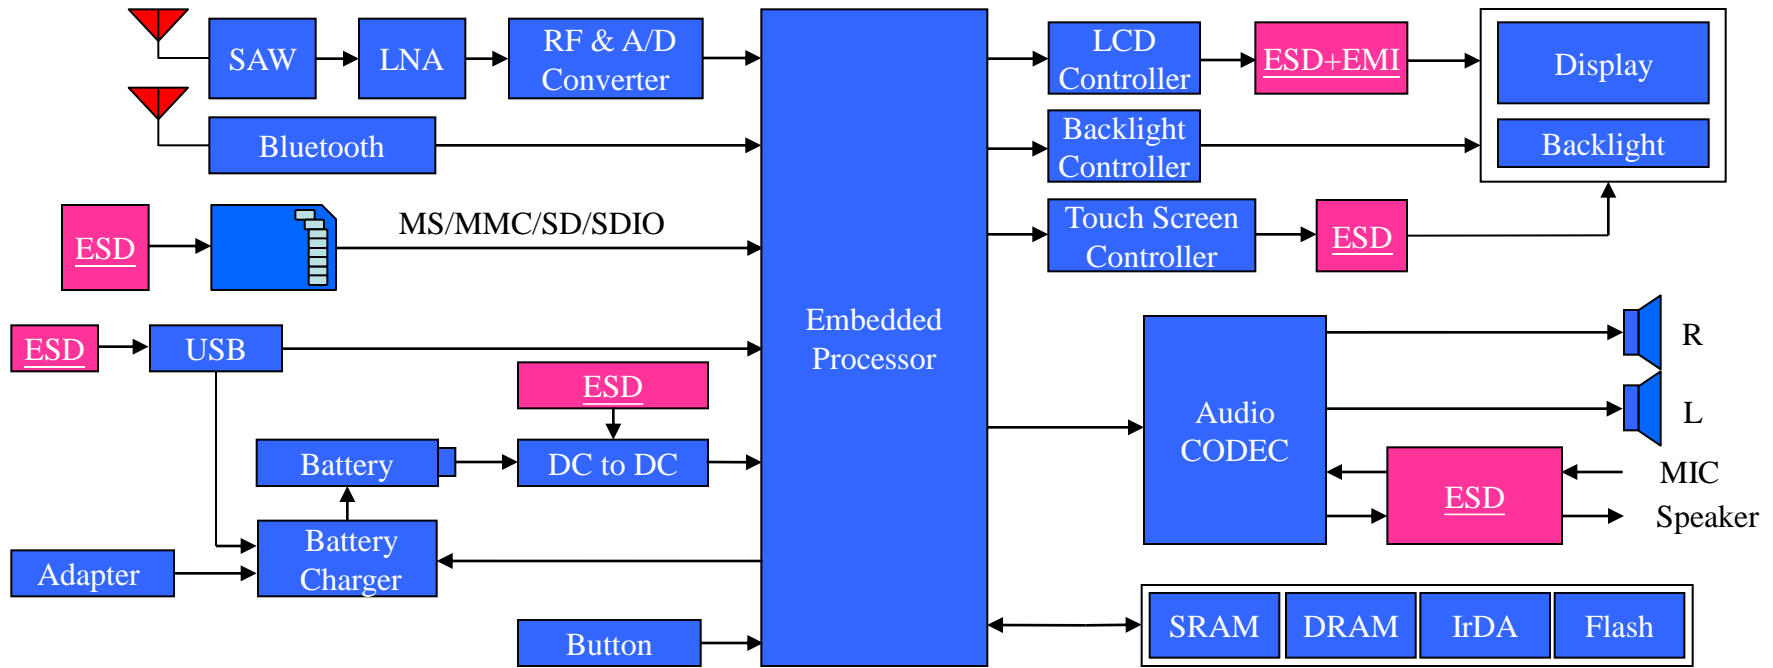 SAW
LNA
RF & A/D
Converter
Bluetooth
ESD
MS/MMC/SD/SDIO
ESD
USB
ESD
Battery
DC to DC
Adapter
Battery
Charger
Button
Embedded
Processor
LCD
Controller
ESD+EMI
Display
Backlight
Controller
Backlight
Touch Screen
Controller
ESD
Audio
CODEC
R
L
ESD
MIC
Speaker
SRAM
DRAM
IrDA
Flash